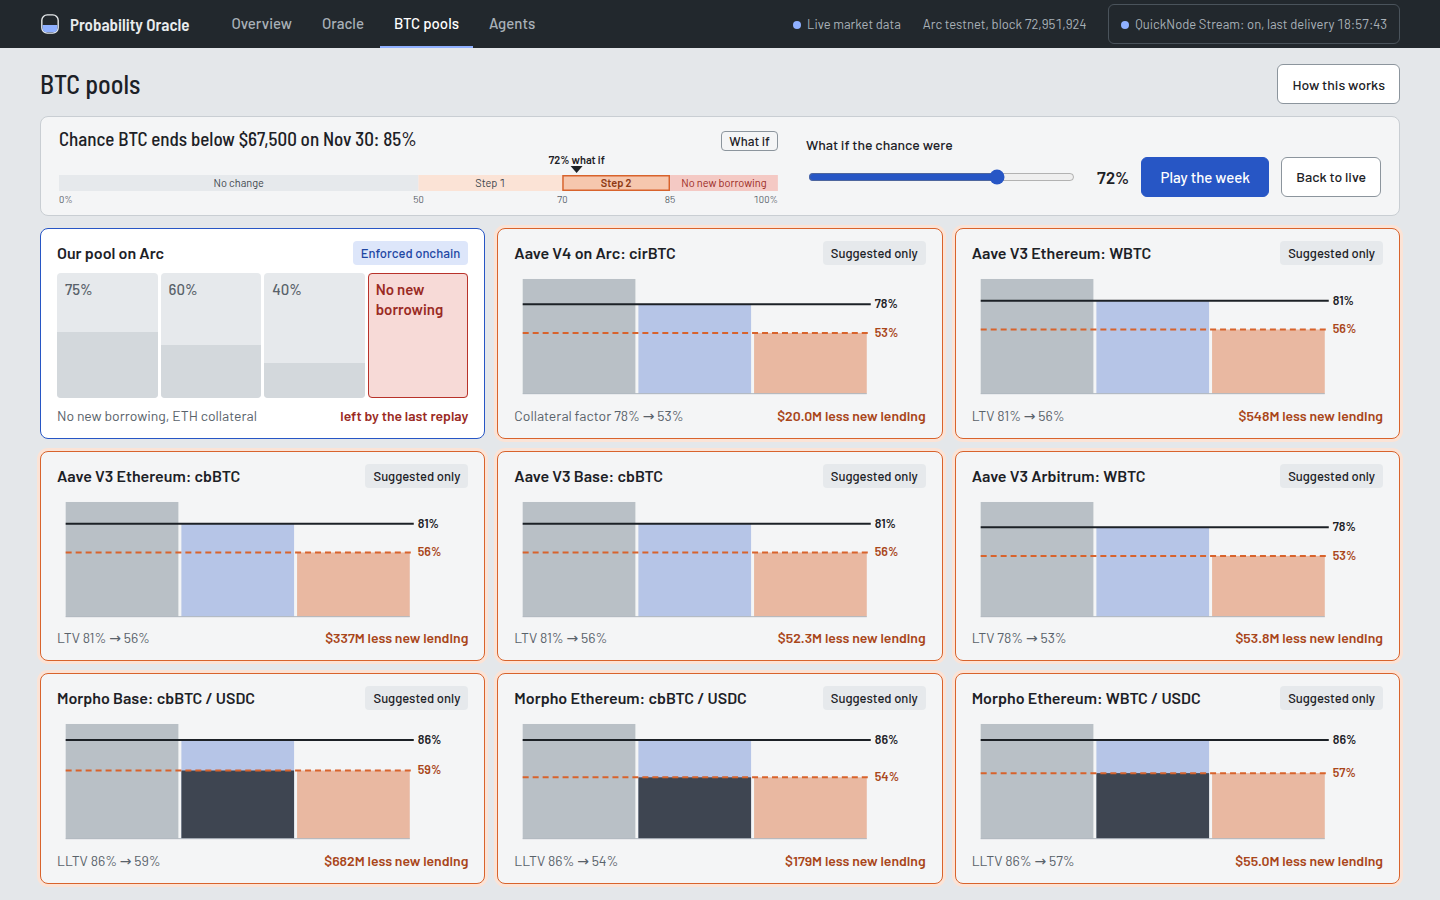 Probability Oracle
Overview
Oracle
BTC pools
Agents
Live market data
Arc testnet, block 72,951,924
QuickNode Stream: on, last delivery 18:57:43
BTC pools
How this works
Chance BTC ends below $67,500 on Nov 30: 85%
What if
72% what if
No change
Step 1
Step 2
No new borrowing
0%
50
70
85
100%
What if the chance were
72%
Play the week
Back to live
Our pool on Arc
Enforced onchain
75%
60%
40%
No new
borrowing
No new borrowing, ETH collateral
left by the last replay
Aave V4 on Arc: cirBTC
Suggested only
78%
53%
Collateral factor 78% → 53%
$20.0M less new lending
Aave V3 Ethereum: WBTC
Suggested only
81%
56%
LTV 81% → 56%
$548M less new lending
Aave V3 Ethereum: cbBTC
Suggested only
81%
56%
LTV 81% → 56%
$337M less new lending
Aave V3 Base: cbBTC
Suggested only
81%
56%
LTV 81% → 56%
$52.3M less new lending
Aave V3 Arbitrum: WBTC
Suggested only
78%
53%
LTV 78% → 53%
$53.8M less new lending
Morpho Base: cbBTC / USDC
Suggested only
86%
59%
LLTV 86% → 59%
$682M less new lending
Morpho Ethereum: cbBTC / USDC
Suggested only
86%
54%
LLTV 86% → 54%
$179M less new lending
Morpho Ethereum: WBTC / USDC
Suggested only
86%
57%
LLTV 86% → 57%
$55.0M less new lending